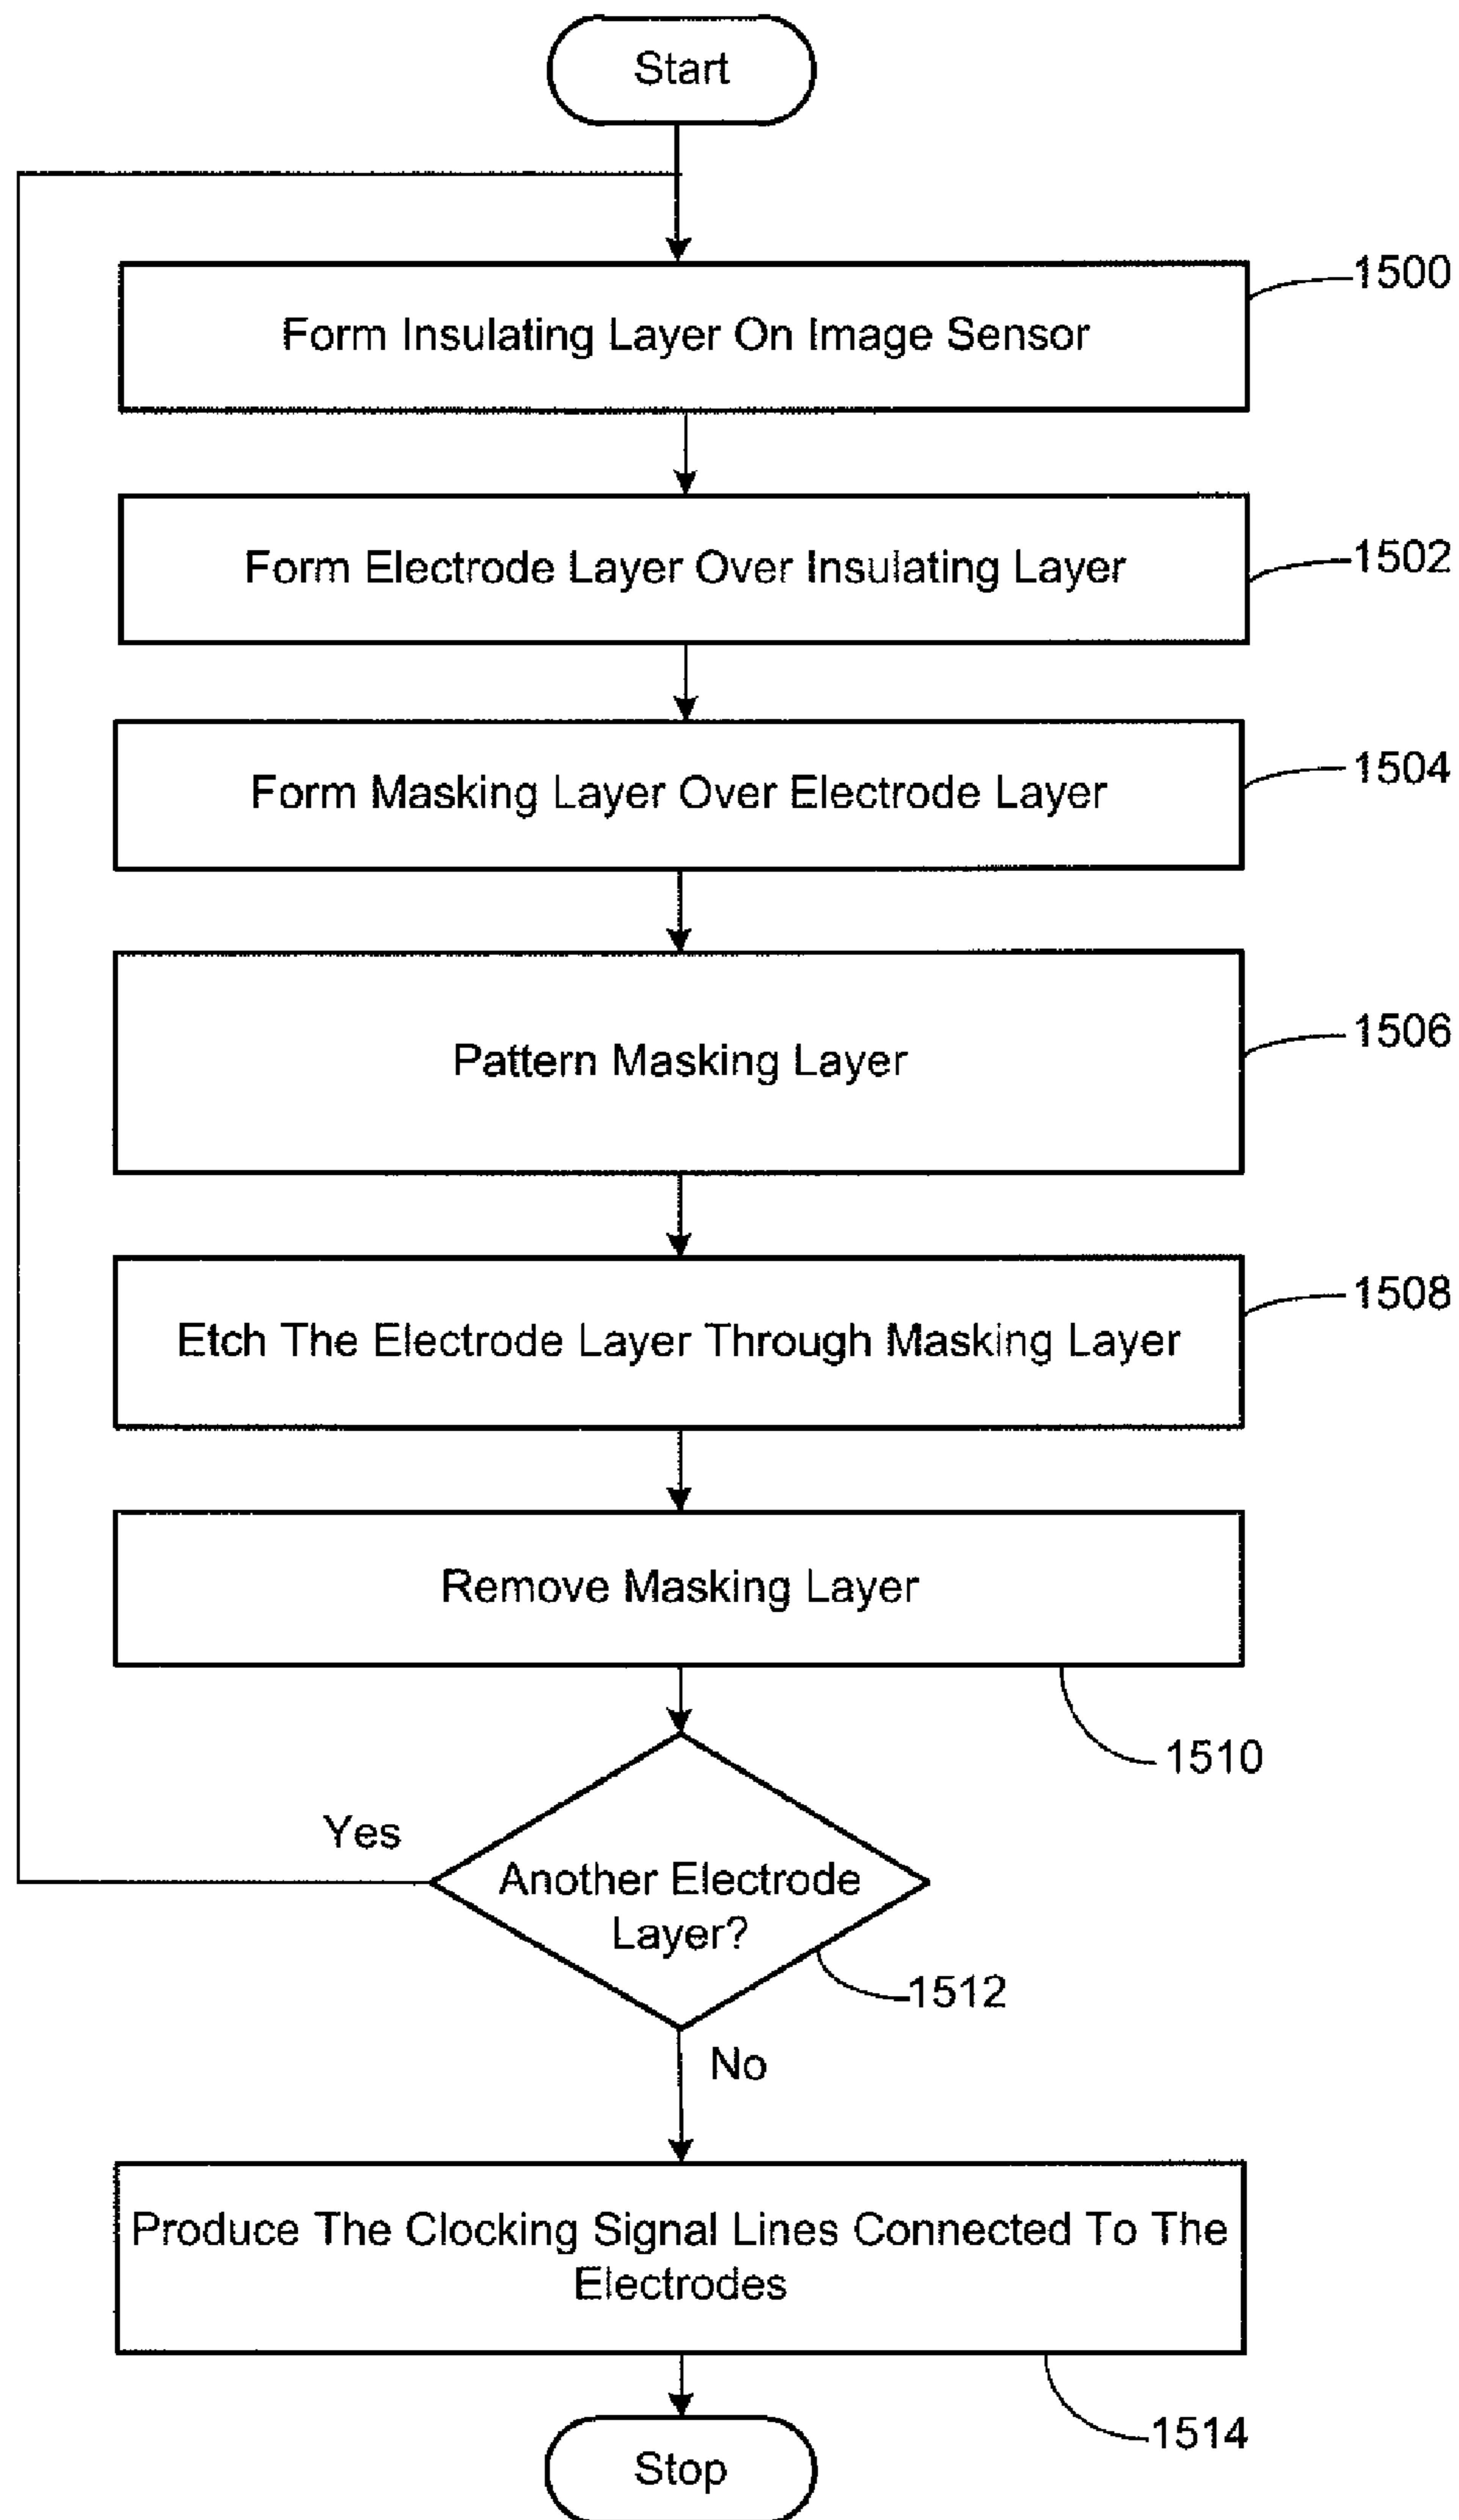 Start
Form Insulating Layer On Image Sensor
1500
Form Electrode Layer Over Insulating Layer
1502
Form Masking Layer Over Electrode Layer
1504
Pattern Masking Layer
1506
Etch The Electrode Layer Through Masking Layer
1508
Remove Masking Layer
1510
Yes
Another Electrode
Layer?
1512
No
Produce The Clocking Signal Lines Connected To The
Electrodes
1514
Stop